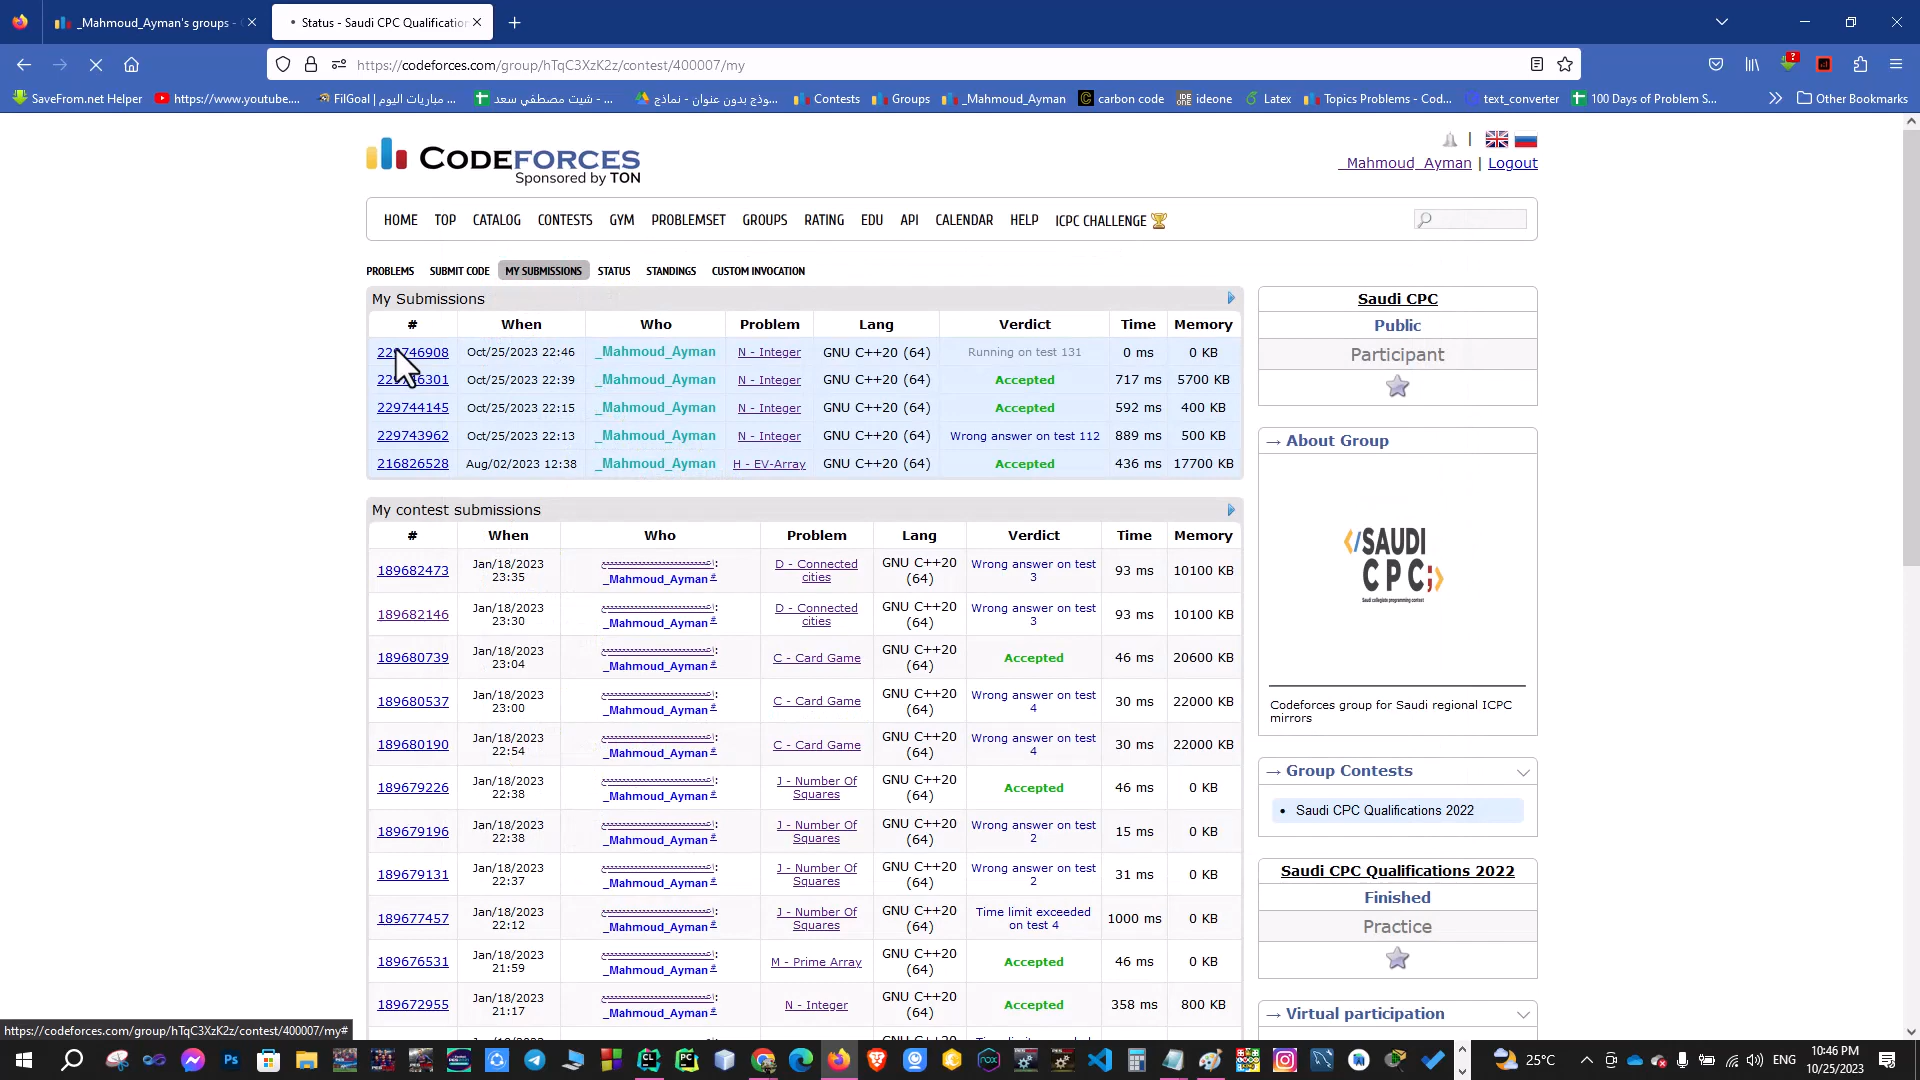 _Mahmoud_Ayman's groups -
Status - Saudi CPC Qualification
https://codeforces.com/group/hTqC3XzK2z/contest/400007/my
SaveFrom.net Helper
https://www.youtube....
FilGoal | مباريات اليوم ...
شيت مصطفي سعد - ...
نموذج بدون عنوان - نماذج...
Contests
Groups
_Mahmoud_Ayman
carbon code
ideone
Latex
Topics Problems - Cod...
text_converter
100 Days of Problem S...
Other Bookmarks
CODEFORCES
Sponsored by TON
_Mahmoud_Ayman | Logout
HOME TOP CATALOG CONTESTS GYM PROBLEMSET GROUPS RATING EDU API CALENDAR HELP ICPC CHALLENGE
PROBLEMS SUBMIT CODE MY SUBMISSIONS STATUS STANDINGS CUSTOM INVOCATION
My Submissions
# When Who Problem Lang Verdict Time Memory
229746908 Oct/25/2023 22:46 _Mahmoud_Ayman N - Integer GNU C++20 (64) Running on test 131 0 ms 0 KB
229746301 Oct/25/2023 22:39 _Mahmoud_Ayman N - Integer GNU C++20 (64) Accepted 717 ms 5700 KB
229744145 Oct/25/2023 22:15 _Mahmoud_Ayman N - Integer GNU C++20 (64) Accepted 592 ms 400 KB
229743962 Oct/25/2023 22:13 _Mahmoud_Ayman N - Integer GNU C++20 (64) Wrong answer on test 112 889 ms 500 KB
216826528 Aug/02/2023 12:38 _Mahmoud_Ayman H - EV-Array GNU C++20 (64) Accepted 436 ms 17700 KB
My contest submissions
# When Who Problem Lang Verdict Time Memory
189682473 Jan/18/2023 23:35 _Mahmoud_Ayman # D - Connected cities GNU C++20 (64) Wrong answer on test 3 93 ms 10100 KB
189682146 Jan/18/2023 23:30 _Mahmoud_Ayman # D - Connected cities GNU C++20 (64) Wrong answer on test 3 93 ms 10100 KB
189680739 Jan/18/2023 23:04 _Mahmoud_Ayman # C - Card Game GNU C++20 (64) Accepted 46 ms 20600 KB
189680537 Jan/18/2023 23:00 _Mahmoud_Ayman # C - Card Game GNU C++20 (64) Wrong answer on test 4 30 ms 22000 KB
189680190 Jan/18/2023 22:54 _Mahmoud_Ayman # C - Card Game GNU C++20 (64) Wrong answer on test 4 30 ms 22000 KB
189679226 Jan/18/2023 22:38 _Mahmoud_Ayman # J - Number Of Squares GNU C++20 (64) Accepted 46 ms 0 KB
189679196 Jan/18/2023 22:38 _Mahmoud_Ayman # J - Number Of Squares GNU C++20 (64) Wrong answer on test 2 15 ms 0 KB
189679131 Jan/18/2023 22:37 _Mahmoud_Ayman # J - Number Of Squares GNU C++20 (64) Wrong answer on test 2 31 ms 0 KB
189677457 Jan/18/2023 22:12 _Mahmoud_Ayman # J - Number Of Squares GNU C++20 (64) Time limit exceeded on test 4 1000 ms 0 KB
189676531 Jan/18/2023 21:59 _Mahmoud_Ayman # M - Prime Array GNU C++20 (64) Accepted 46 ms 0 KB
189672955 Jan/18/2023 21:17 _Mahmoud_Ayman # N - Integer GNU C++20 (64) Accepted 358 ms 800 KB
Saudi CPC
Public
Participant
→ About Group
</SAUDI
CPC;>
Saudi collegiate programming contest
Codeforces group for Saudi regional ICPC
mirrors
→ Group Contests
• Saudi CPC Qualifications 2022
Saudi CPC Qualifications 2022
Finished
Practice
→ Virtual participation
https://codeforces.com/group/hTqC3XzK2z/contest/400007/my#
25°C
ENG
10:46 PM
10/25/2023